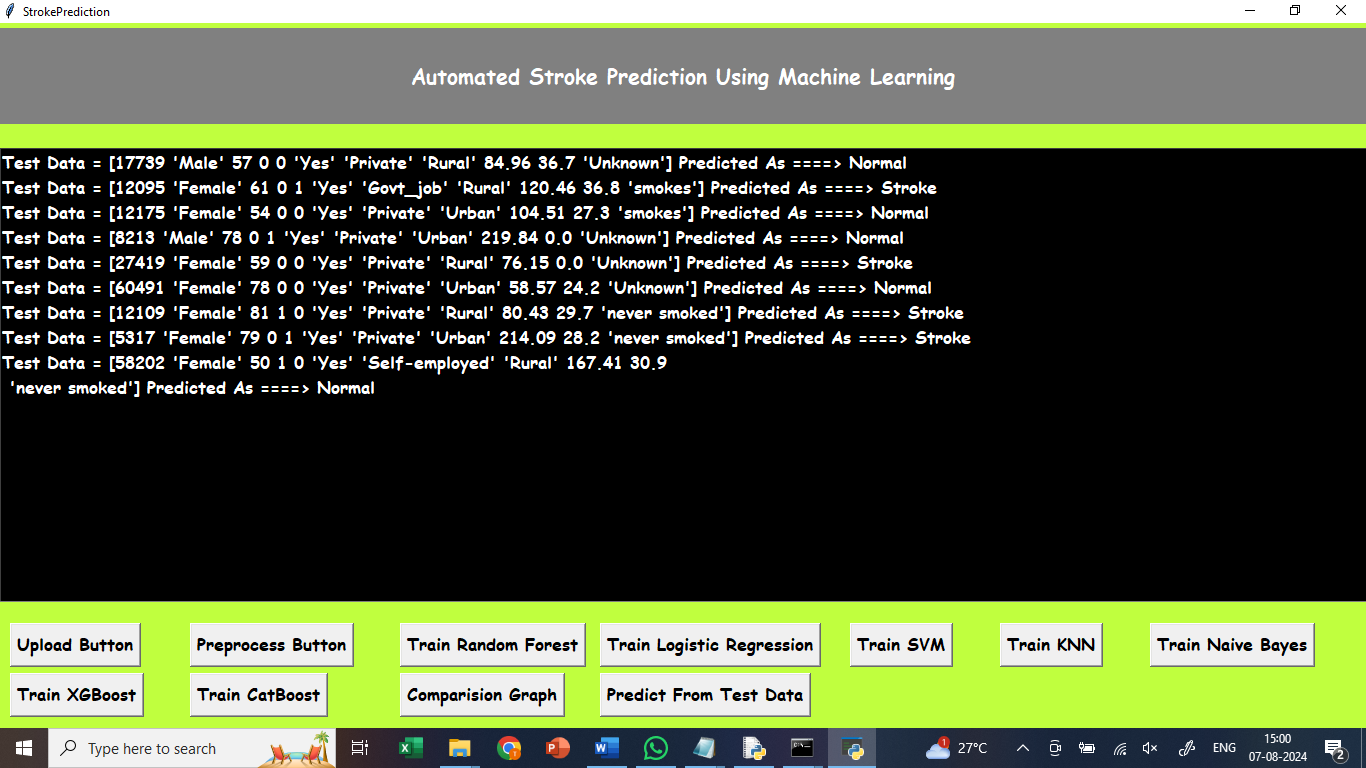 StrokePrediction
Automated Stroke Prediction Using Machine Learning
Test Data = [17739 'Male' 57 0 0 'Yes' 'Private' 'Rural' 84.96 36.7 'Unknown'] Predicted As ====> Normal
Test Data = [12095 'Female' 61 0 1 'Yes' 'Govt_job' 'Rural' 120.46 36.8 'smokes'] Predicted As ====> Stroke
Test Data = [12175 'Female' 54 0 0 'Yes' 'Private' 'Urban' 104.51 27.3 'smokes'] Predicted As ====> Normal
Test Data = [8213 'Male' 78 0 1 'Yes' 'Private' 'Urban' 219.84 0.0 'Unknown'] Predicted As ====> Normal
Test Data = [27419 'Female' 59 0 0 'Yes' 'Private' 'Rural' 76.15 0.0 'Unknown'] Predicted As ====> Stroke
Test Data = [60491 'Female' 78 0 0 'Yes' 'Private' 'Urban' 58.57 24.2 'Unknown'] Predicted As ====> Normal
Test Data = [12109 'Female' 81 1 0 'Yes' 'Private' 'Rural' 80.43 29.7 'never smoked'] Predicted As ====> Stroke
Test Data = [5317 'Female' 79 0 1 'Yes' 'Private' 'Urban' 214.09 28.2 'never smoked'] Predicted As ====> Stroke
Test Data = [58202 'Female' 50 1 0 'Yes' 'Self-employed' 'Rural' 167.41 30.9
'never smoked'] Predicted As ====> Normal
Upload Button Preprocess Button Train Random Forest Train Logistic Regression Train SVM Train KNN Train Naive Bayes
Train XGBoost Train CatBoost Comparision Graph Predict From Test Data
Type here to search 1 27°C ENG 15:00
07-08-2024 2